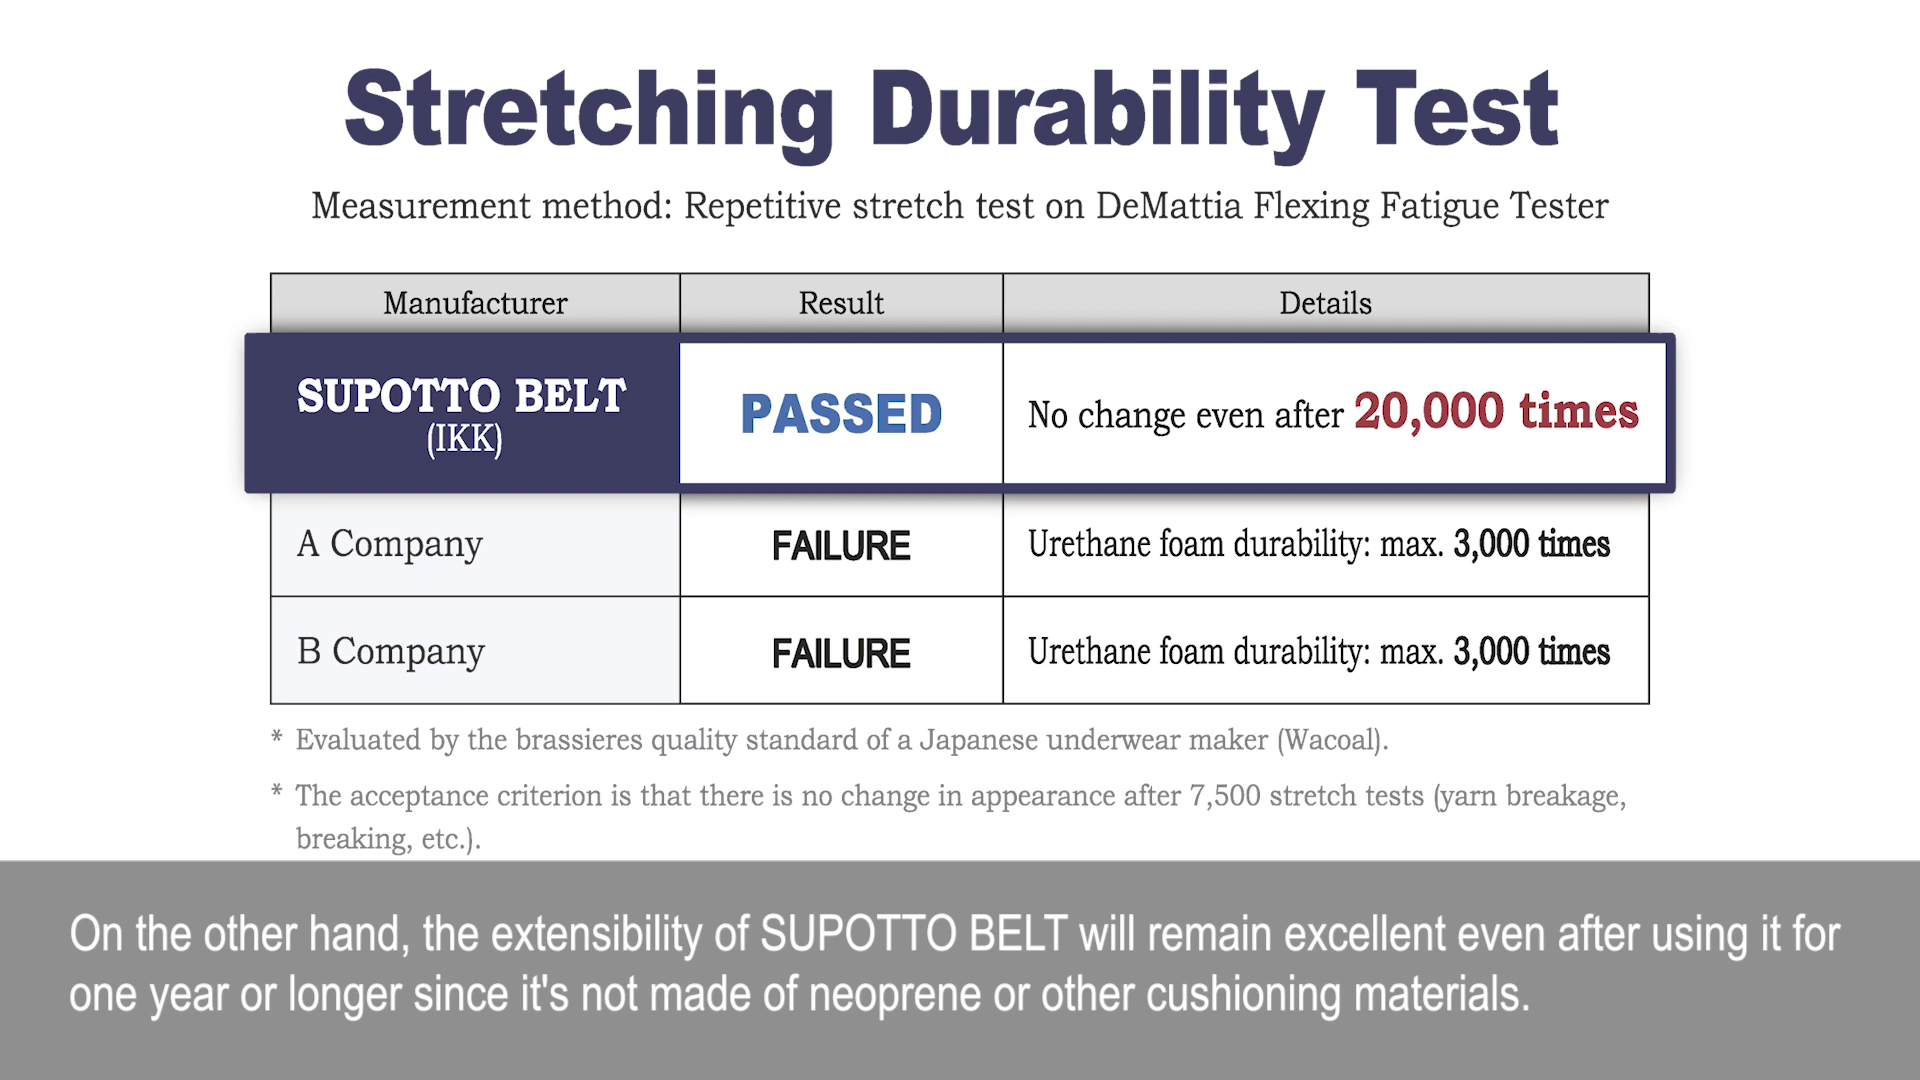 Stretching Durability Test
Measurement method: Repetitive stretch test on DeMattia Flexing Fatigue Tester
Manufacturer Result Details
SUPOTTO BELT
(IKK)
PASSED
No change even after 20,000 times
A Company FAILURE Urethane foam durability: max. 3,000 times
B Company FAILURE Urethane foam durability: max. 3,000 times
* Evaluated by the brassieres quality standard of a Japanese underwear maker (Wacoal).
* The acceptance criterion is that there is no change in appearance after 7,500 stretch tests (yarn breakage,
breaking, etc.).
On the other hand, the extensibility of SUPOTTO BELT will remain excellent even after using it for
one year or longer since it's not made of neoprene or other cushioning materials.